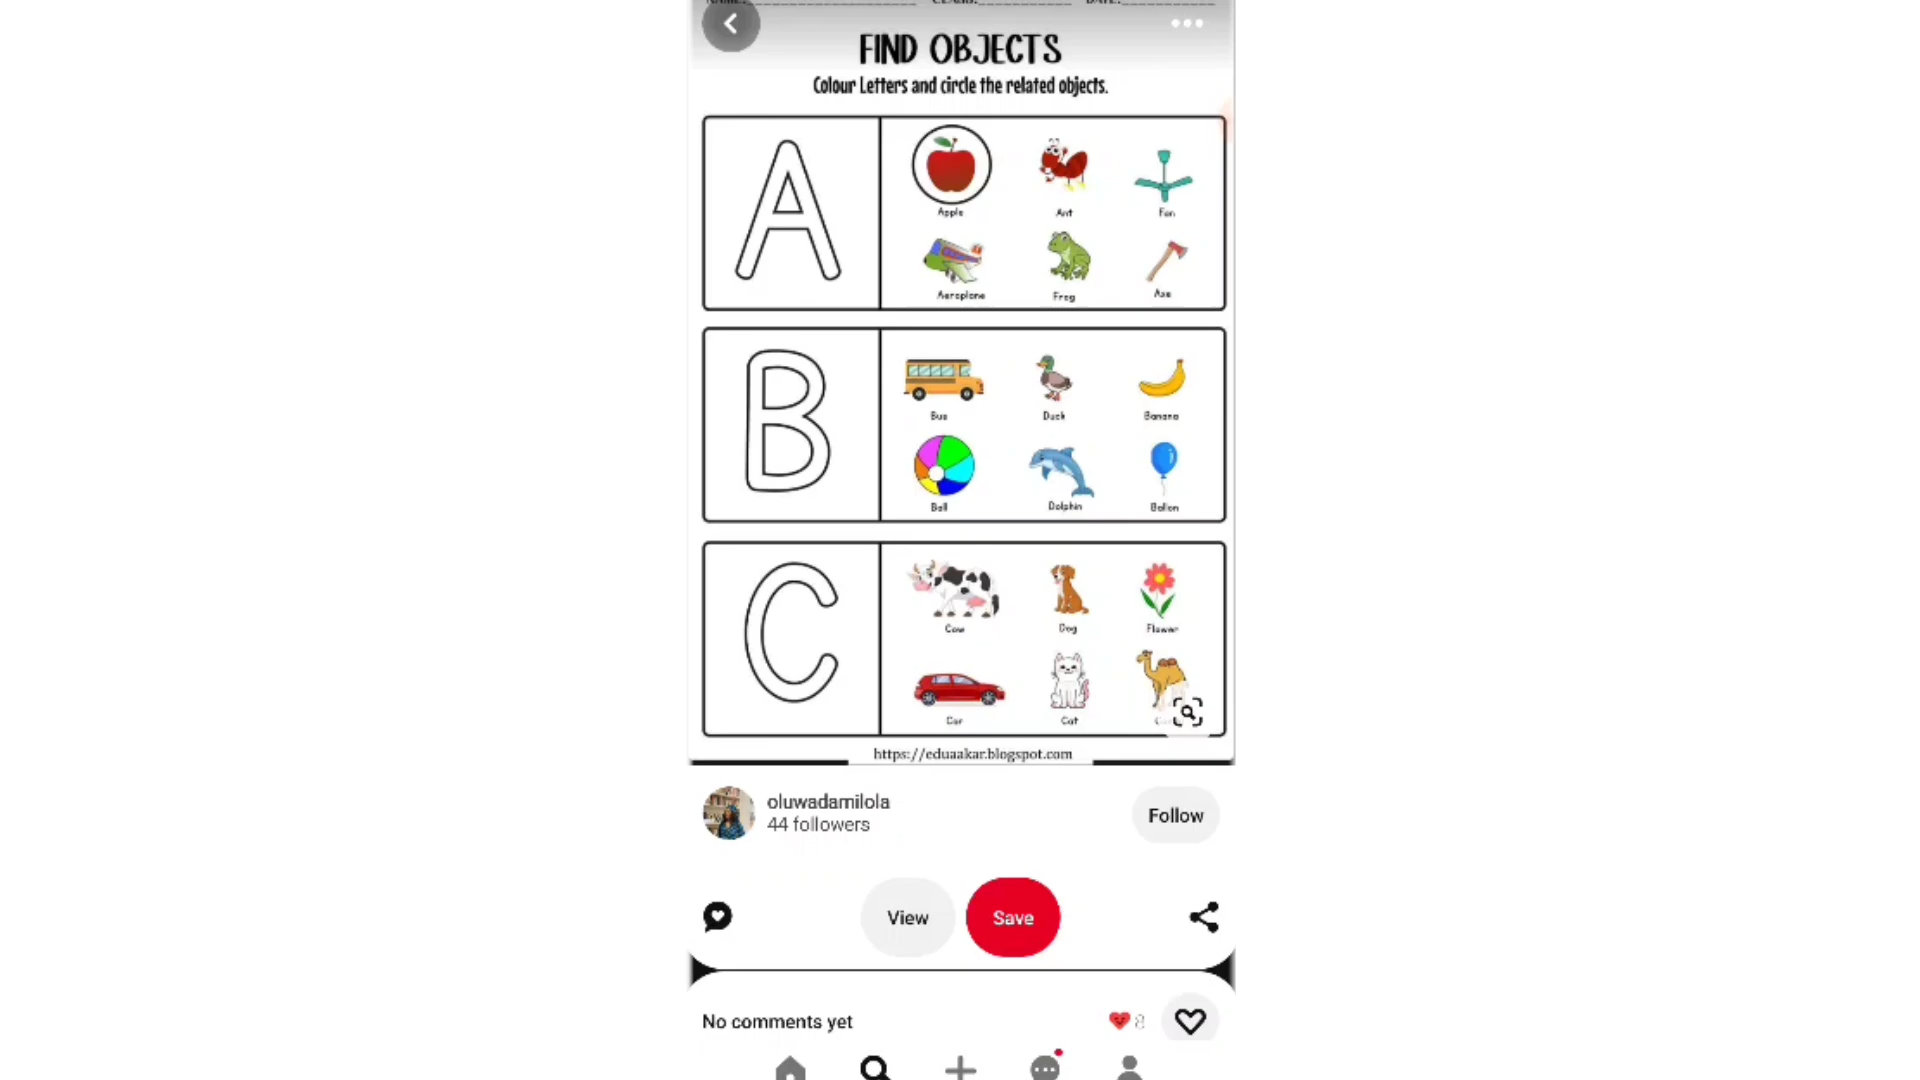 FIND OBJECTS
Colour Letters and circle the related objects.
A
Apple
Ant
Fan
Aeroplane
Frog
Axe
B
Bus
Duck
Banana
Ball
Dolphin
Ballon
C
Cow
Dog
Flower
Car
Cat
https://eduaakar.blogspot.com
oluwadamilola
44 followers
Follow
View
Save
No comments yet
8